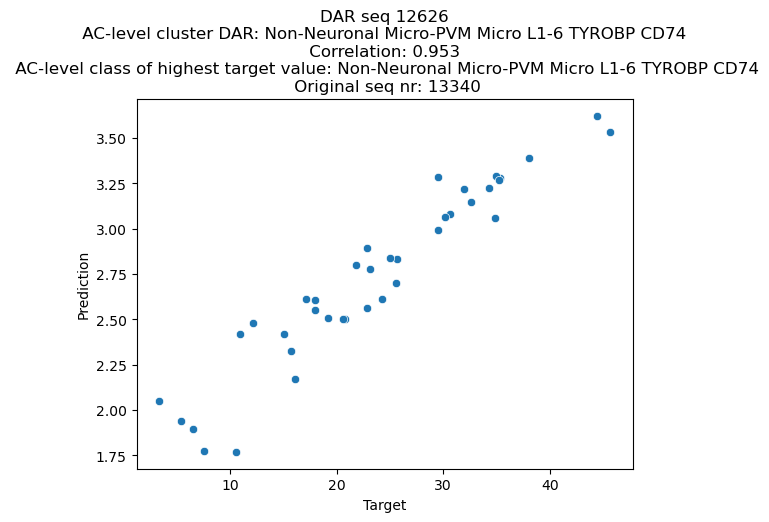 DAR seq 12626
AC-level cluster DAR: Non-Neuronal Micro-PVM Micro L1-6 TYROBP CD74
Correlation: 0.953
AC-level class of highest target value: Non-Neuronal Micro-PVM Micro L1-6 TYROBP CD74
Original seq nr: 13340
3.50
3.25
3.00
2.75
2.50
2.25
2.00
1.75
Prediction
10 20 30 40
Target